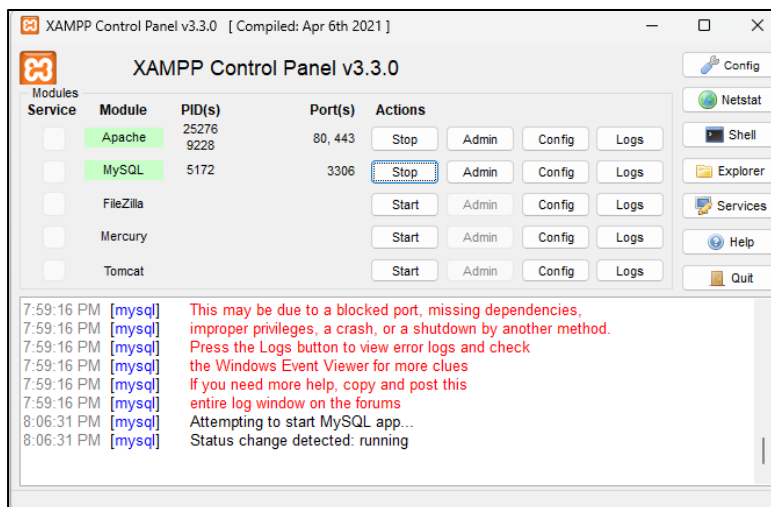 XAMPP Control Panel v3.3.0 [ Compiled: Apr 6th 2021 ]
XAMPP Control Panel v3.3.0
Config
Modules
Service Module PID(s) Port(s) Actions
Netstat
Apache 25276 9228 80, 443 Stop Admin Config Logs
Shell
MySQL 5172 3306 Stop Admin Config Logs
Explorer
FileZilla Start Admin Config Logs
Services
Mercury Start Admin Config Logs
Help
Tomcat Start Admin Config Logs
Quit
7:59:16 PM [mysql] This may be due to a blocked port, missing dependencies,
7:59:16 PM [mysql] improper privileges, a crash, or a shutdown by another method.
7:59:16 PM [mysql] Press the Logs button to view error logs and check
7:59:16 PM [mysql] the Windows Event Viewer for more clues
7:59:16 PM [mysql] If you need more help, copy and post this
7:59:16 PM [mysql] entire log window on the forums
8:06:31 PM [mysql] Attempting to start MySQL app...
8:06:31 PM [mysql] Status change detected: running